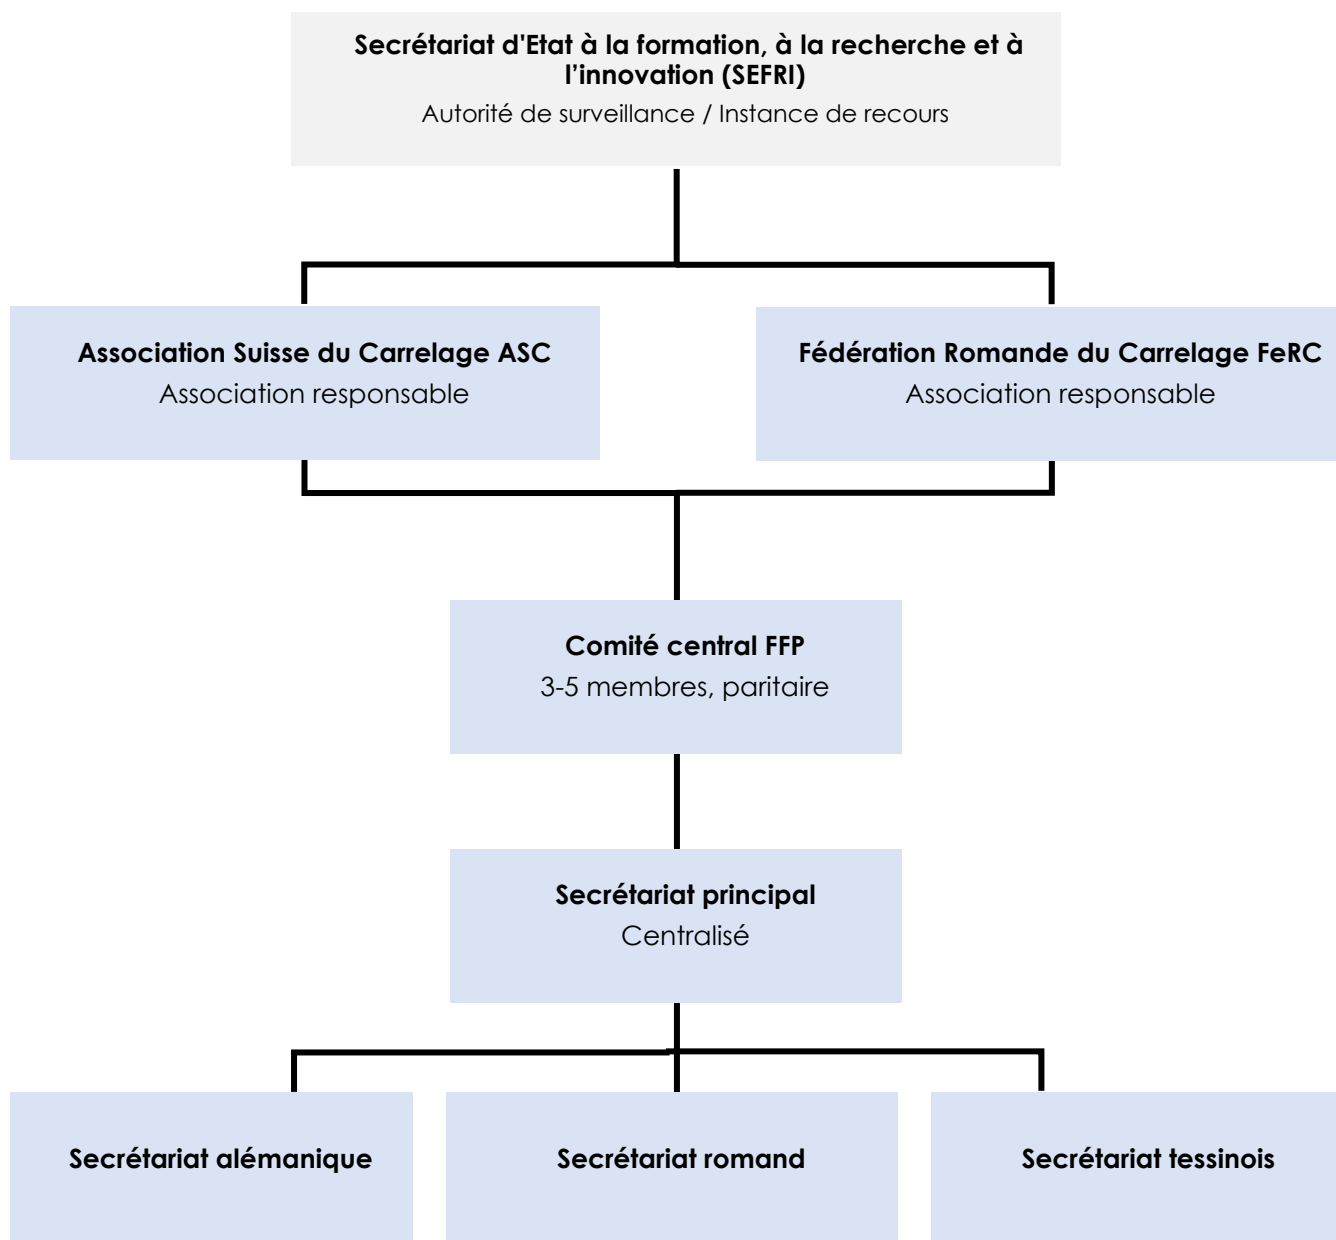 Secrétariat d'Etat à la formation, à la recherche et à
l’innovation (SEFRI)
Autorité de surveillance / Instance de recours
Association Suisse du Carrelage ASC
Association responsable
Fédération Romande du Carrelage FeRC
Association responsable
Comité central FFP
3-5 membres, paritaire
Secrétariat principal
Centralisé
Secrétariat alémanique
Secrétariat romand
Secrétariat tessinois